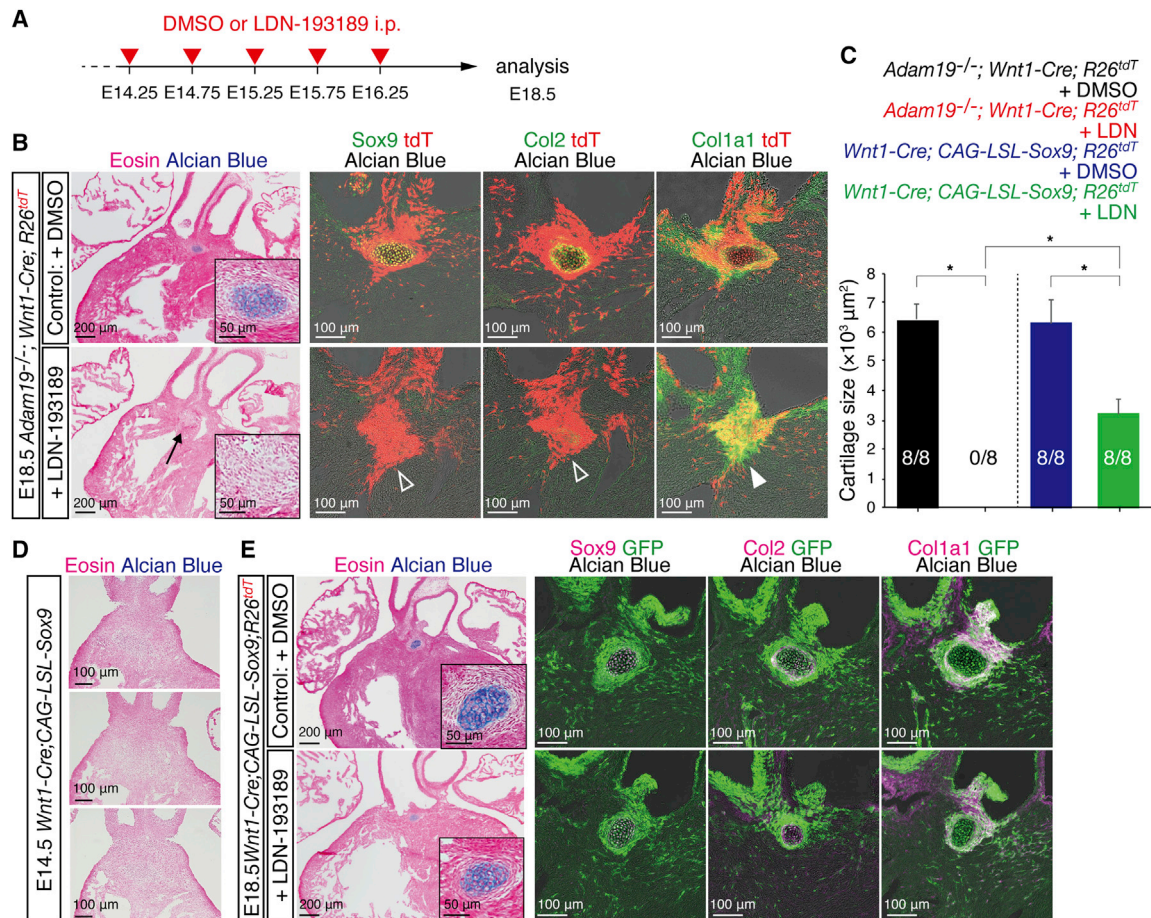 A
DMSO or LDN-193189 i.p.
E14.25 E14.75 E15.25 E15.75 E16.25
analysis
E18.5
B
E18.5 Adam19-/-; Wnt1-Cre; R26tdT
Control: + DMSO
+ LDN-193189
Eosin Alcian Blue
Sox9 tdT
Alcian Blue
Col2 tdT
Alcian Blue
Col1a1 tdT
Alcian Blue
200 µm
50 µm
100 µm
100 µm
100 µm
200 µm
50 µm
100 µm
100 µm
100 µm
C
Adam19-/-; Wnt1-Cre; R26tdT
+ DMSO
Adam19-/-; Wnt1-Cre; R26tdT
+ LDN
Wnt1-Cre; CAG-LSL-Sox9; R26tdT
+ DMSO
Wnt1-Cre; CAG-LSL-Sox9; R26tdT
+ LDN
Cartilage size (×10³ µm²)
8
7
6
5
4
3
2
1
0
*
*
*
8/8
0/8
8/8
8/8
D
E14.5 Wnt1-Cre;CAG-LSL-Sox9
Eosin Alcian Blue
100 µm
100 µm
100 µm
E
E18.5Wnt1-Cre;CAG-LSL-Sox9;R26tdT
Control: + DMSO
+ LDN-193189
Eosin Alcian Blue
Sox9 GFP
Alcian Blue
Col2 GFP
Alcian Blue
Col1a1 GFP
Alcian Blue
200 µm
50 µm
100 µm
100 µm
100 µm
200 µm
50 µm
100 µm
100 µm
100 µm